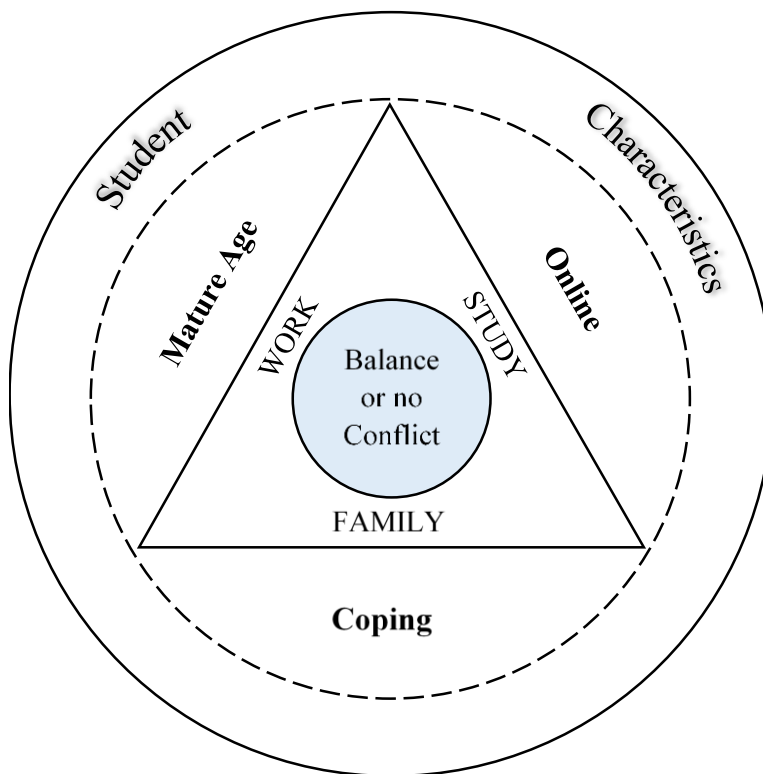 Student
Characteristics
Mature Age
Online
WORK
STUDY
Balance
or no
Conflict
FAMILY
Coping